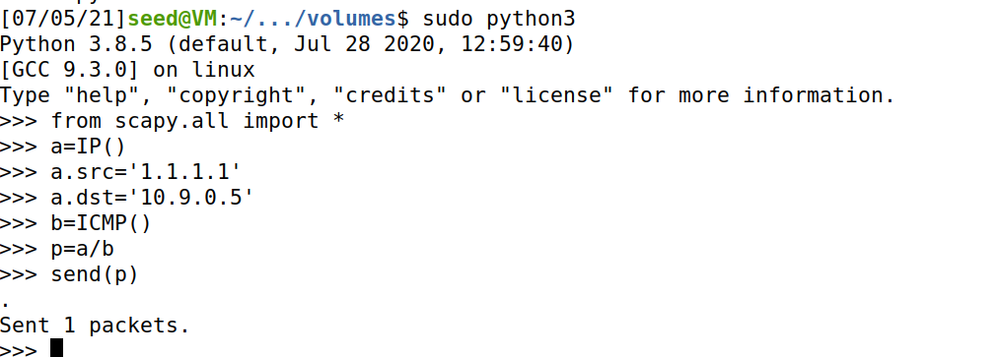 [07/05/21]seed@VM:~/.../volumes$ sudo python3
Python 3.8.5 (default, Jul 28 2020, 12:59:40)
[GCC 9.3.0] on linux
Type "help", "copyright", "credits" or "license" for more information.
>>> from scapy.all import *
>>> a=IP()
>>> a.src='1.1.1.1'
>>> a.dst='10.9.0.5'
>>> b=ICMP()
>>> p=a/b
>>> send(p)
.
Sent 1 packets.
>>>